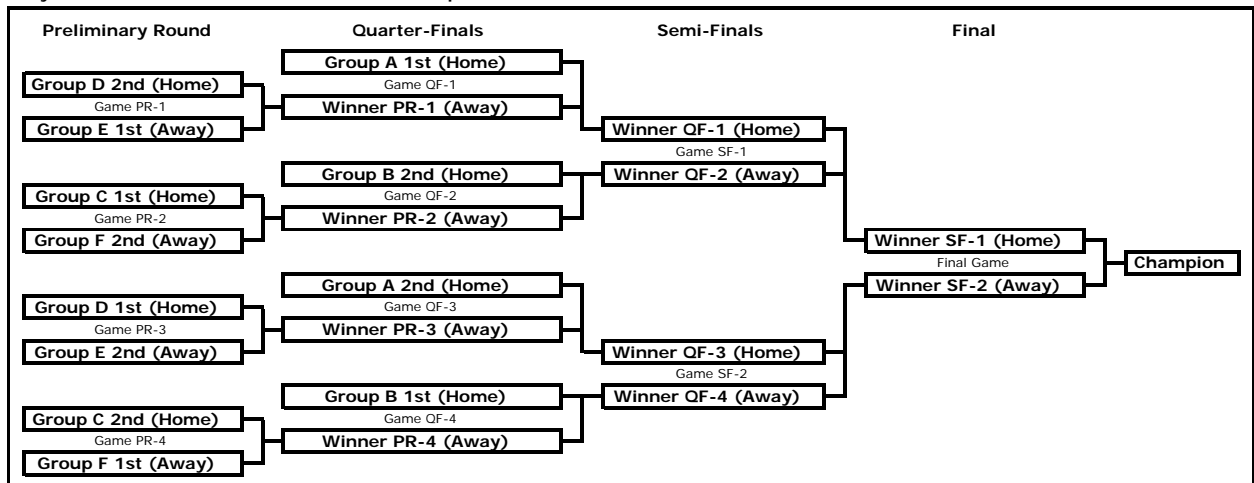 Preliminary Round
Quarter-Finals
Semi-Finals
Final
Group D 2nd (Home)
Game PR-1
Group E 1st (Away)
Group C 1st (Home)
Game PR-2
Group F 2nd (Away)
Group D 1st (Home)
Game PR-3
Group E 2nd (Away)
Group C 2nd (Home)
Game PR-4
Group F 1st (Away)
Group A 1st (Home)
Game QF-1
Winner PR-1 (Away)
Group B 2nd (Home)
Game QF-2
Winner PR-2 (Away)
Group A 2nd (Home)
Game QF-3
Winner PR-3 (Away)
Group B 1st (Home)
Game QF-4
Winner PR-4 (Away)
Winner QF-1 (Home)
Game SF-1
Winner QF-2 (Away)
Winner QF-3 (Home)
Game SF-2
Winner QF-4 (Away)
Winner SF-1 (Home)
Final Game
Winner SF-2 (Away)
Champion